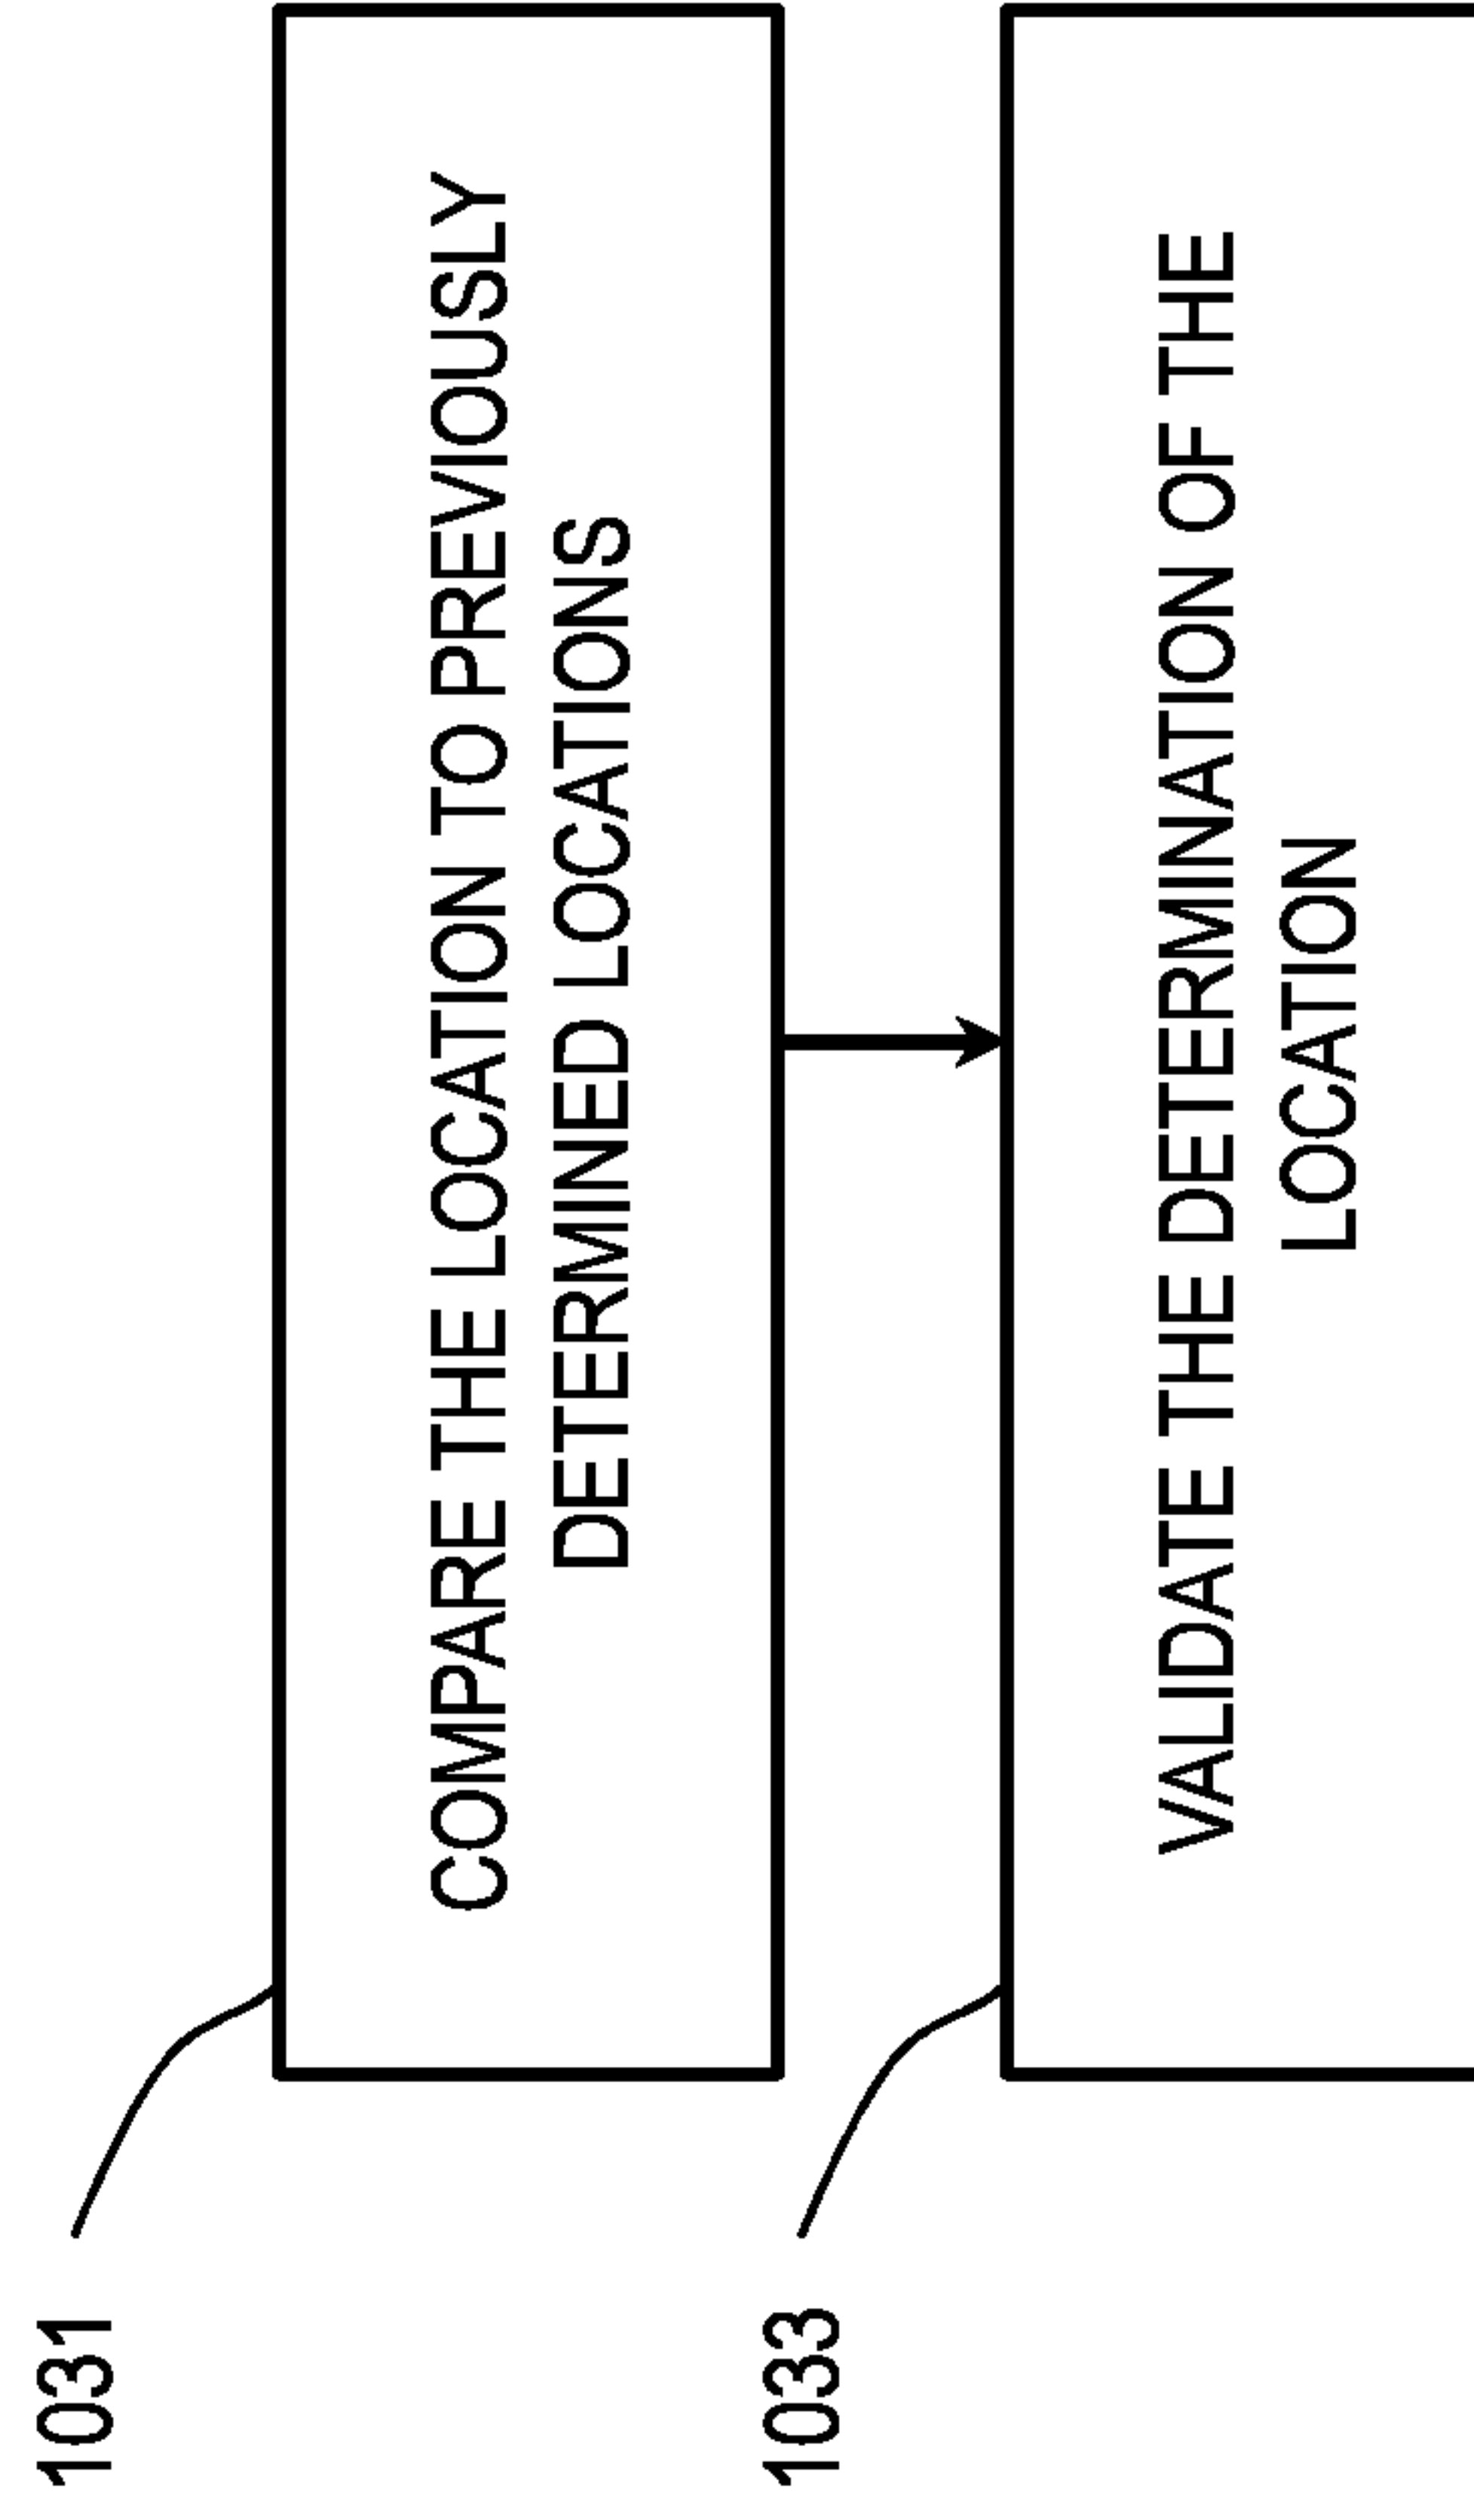 1031
COMPARE THE LOCATION TO PREVIOUSLY
DETERMINED LOCATIONS
1033
VALIDATE THE DETERMINATION OF THE
LOCATION